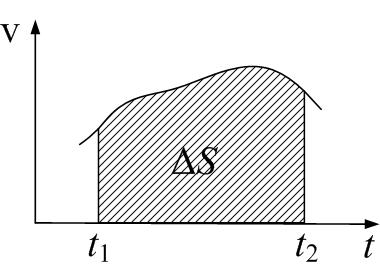 v
ΔS
t₁ t₂ t